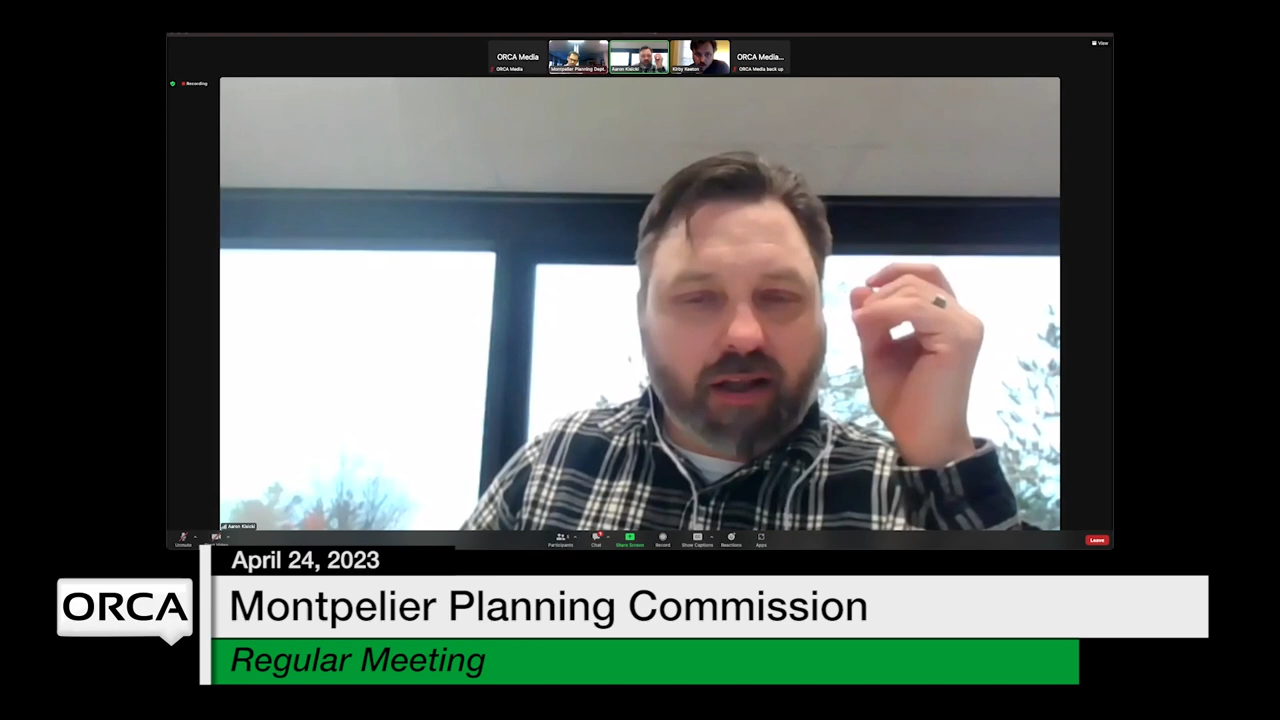 View
ORCA Media
ORCA Media
Montpelier Planning Dept.
Aaron Kisicki
Kirby Keeton
ORCA Media...
ORCA Media back up
Recording
Aaron Kisicki
Unmute
Participants
Chat
Share Screen
Record
Show Captions
Reactions
Apps
Leave
April 24, 2023
ORCA
Montpelier Planning Commission
Regular Meeting